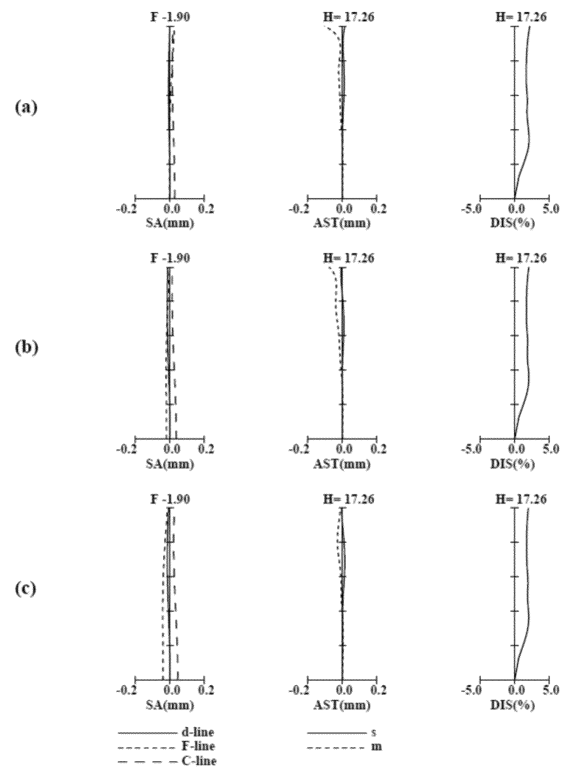 F -1.90 H= 17.26 H= 17.26
(a)
-0.2 0.0 0.2 -0.2 0.0 0.2 -5.0 0.0 5.0
SA(mm) AST(mm) DIS(%)
F -1.90 H= 17.26 H= 17.26
(b)
-0.2 0.0 0.2 -0.2 0.0 0.2 -5.0 0.0 5.0
SA(mm) AST(mm) DIS(%)
F -1.90 H= 17.26 H= 17.26
(c)
-0.2 0.0 0.2 -0.2 0.0 0.2 -5.0 0.0 5.0
SA(mm) AST(mm) DIS(%)
d-line s
F-line m
C-line